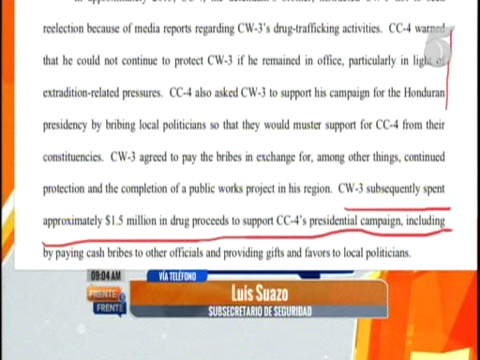 reelection because of media reports regarding CW-3's drug-trafficking activities. CC-4 warned
that he could not continue to protect CW-3 if he remained in office, particularly in light of
extradition-related pressures. CC-4 also asked CW-3 to support his campaign for the Honduran
presidency by bribing local politicians so that they would muster support for CC-4 from their
constituencies. CW-3 agreed to pay the bribes in exchange for, among other things, continued
protection and the completion of a public works project in his region. CW-3 subsequently spent
approximately $1.5 million in drug proceeds to support CC-4's presidential campaign, including
by paying cash bribes to other officials and providing gifts and favors to local politicians.
09:04 AM
VÍA TELÉFONO
FRENTE
a
FRENTE
Luis Suazo
SUBSECRETARIO DE SEGURIDAD